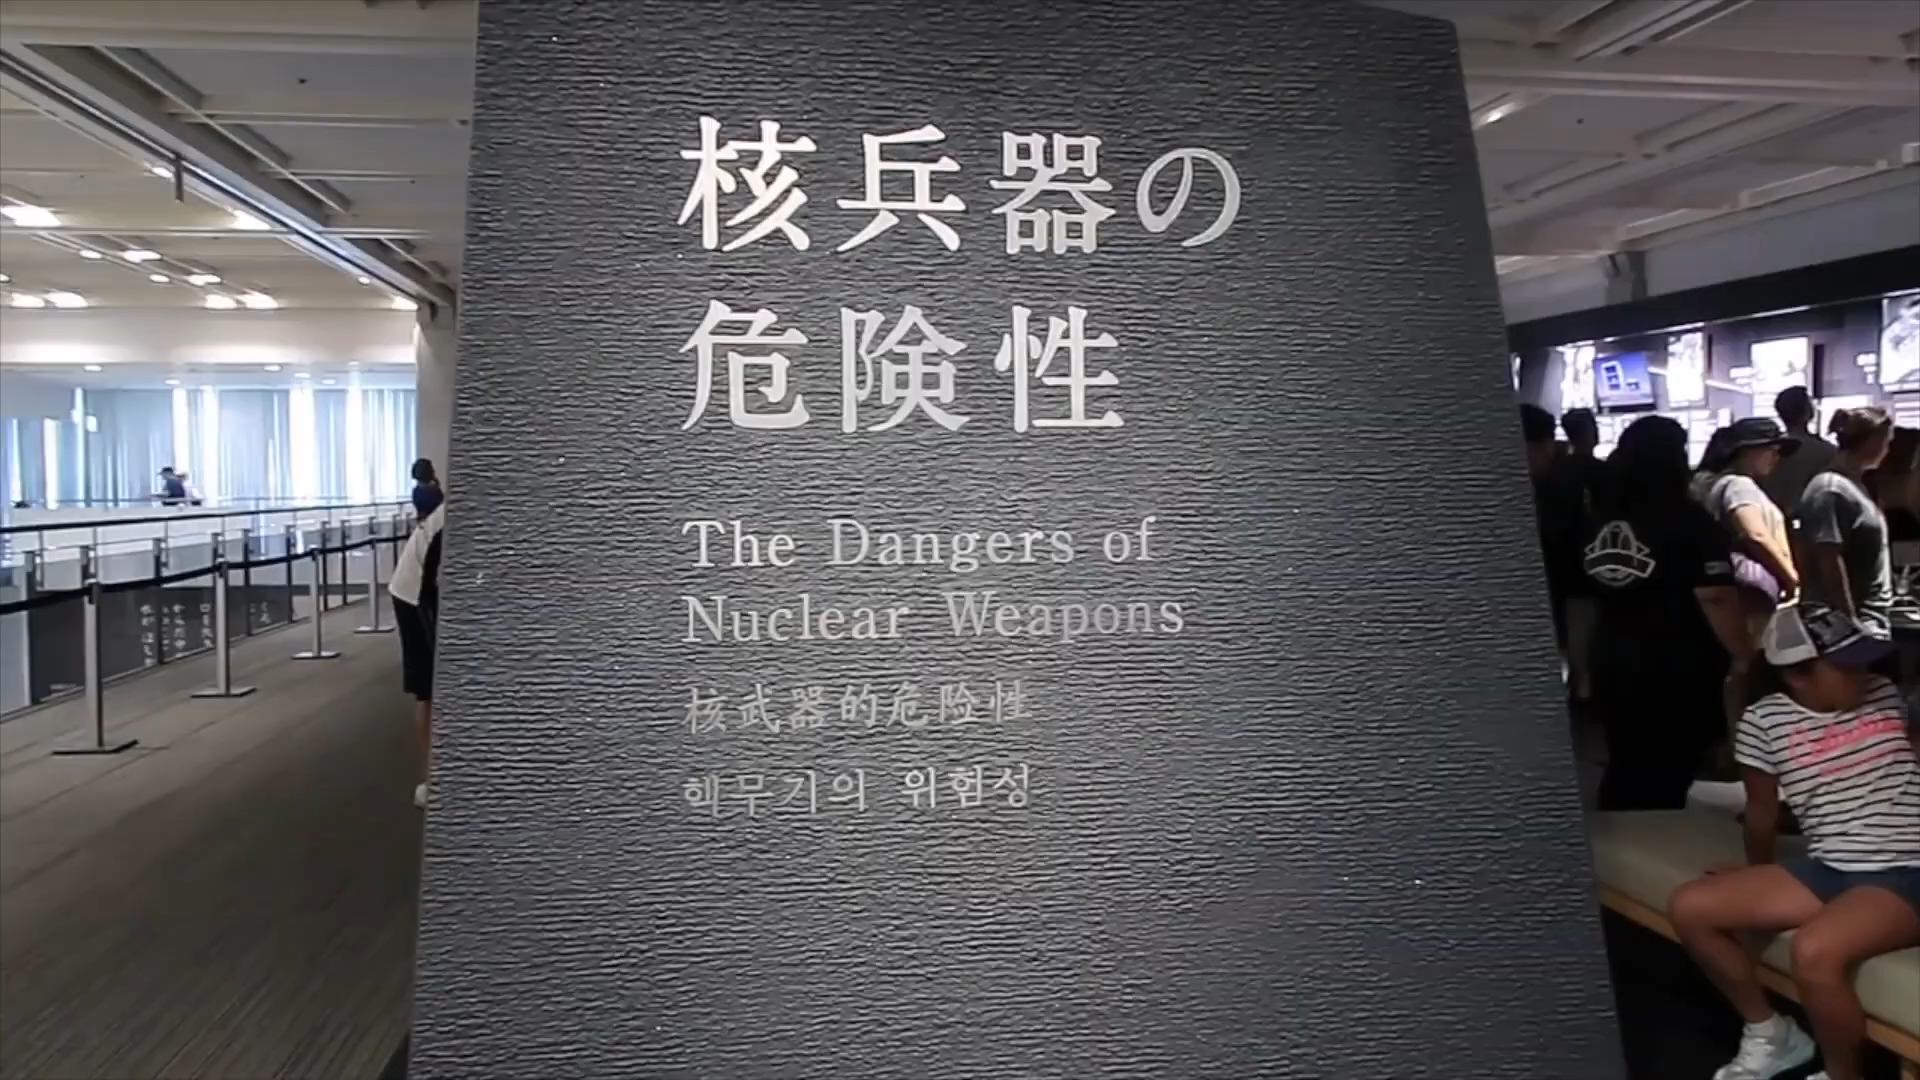 核兵器の
危険性
The Dangers of
Nuclear Weapons
核武器的危险性
핵무기의 위험성